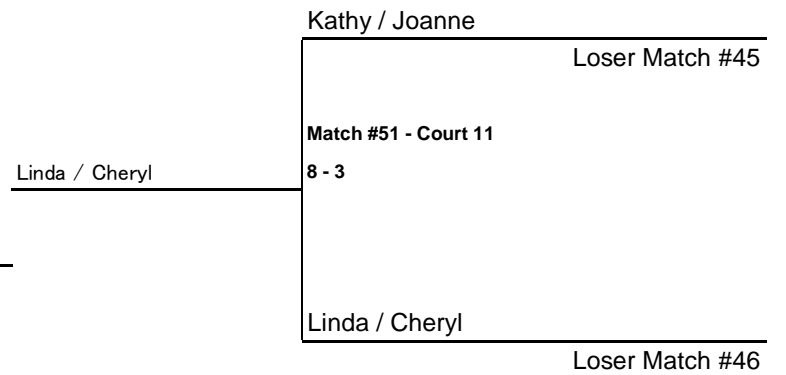 Kathy / Joanne
Loser Match #45
Match #51 - Court 11
Linda / Cheryl
8 - 3
Linda / Cheryl
Loser Match #46